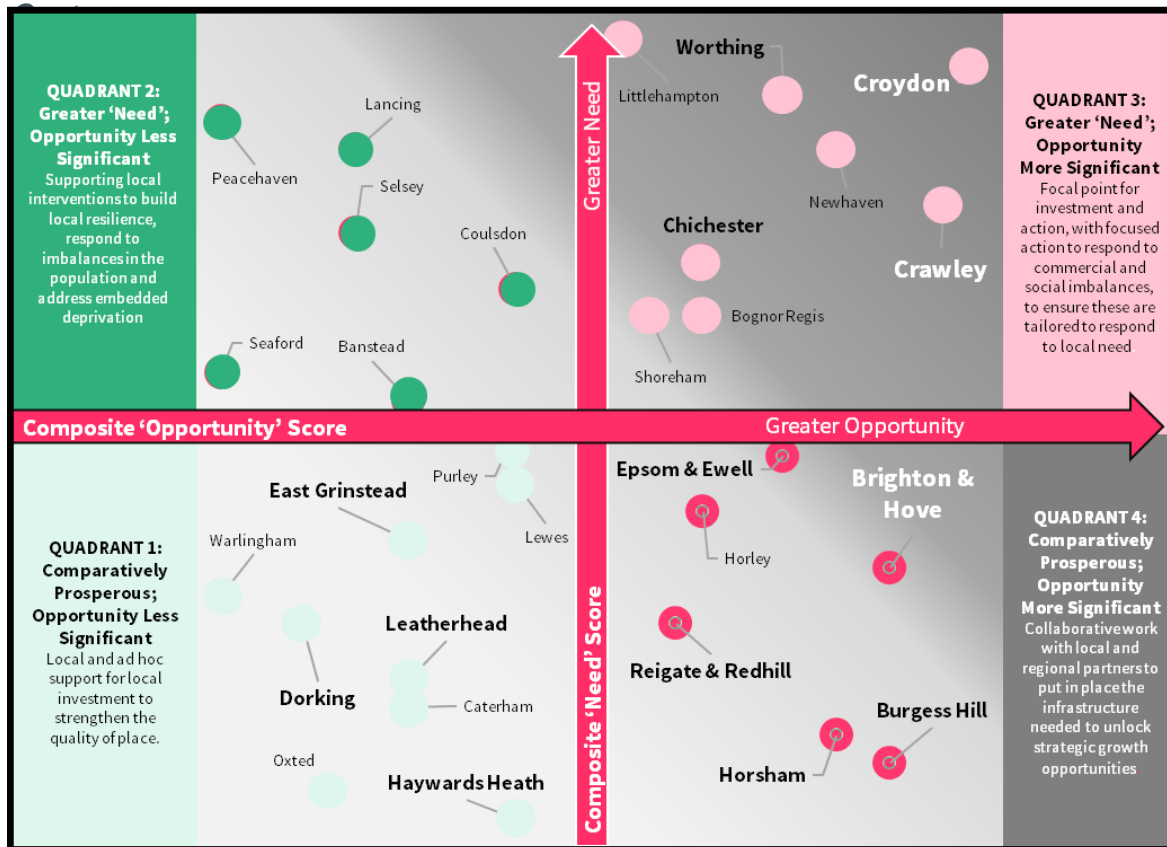 QUADRANT 2:
Greater ‘Need’;
Opportunity Less
Significant
Supporting local
interventions to build
local resilience,
respond to
imbalances in the
population and
address embedded
deprivation
Peacehaven
Lancing
Selsey
Coulsdon
Seaford
Banstead
Greater Need
Littlehampton
Worthing
Croydon
Newhaven
Chichester
Crawley
Bognor Regis
Shoreham
QUADRANT 3:
Greater ‘Need’;
Opportunity
More Significant
Focal point for
investment and
action, with focused
action to respond to
commercial and
social imbalances,
to ensure these are
tailored to respond
to local need
Composite ‘Opportunity’ Score
Greater Opportunity
QUADRANT 1:
Comparatively
Prosperous;
Opportunity Less
Significant
Local and ad hoc
support for local
investment to
strengthen the
quality of place.
Purley
East Grinstead
Lewes
Warlingham
Leatherhead
Dorking
Caterham
Oxted
Haywards Heath
Composite ‘Need’ Score
Epsom & Ewell
Brighton &
Hove
Horley
Reigate & Redhill
Burgess Hill
Horsham
QUADRANT 4:
Comparatively
Prosperous;
Opportunity
More Significant
Collaborative work
with local and
regional partners to
put in place the
infrastructure
needed to unlock
strategic growth
opportunities